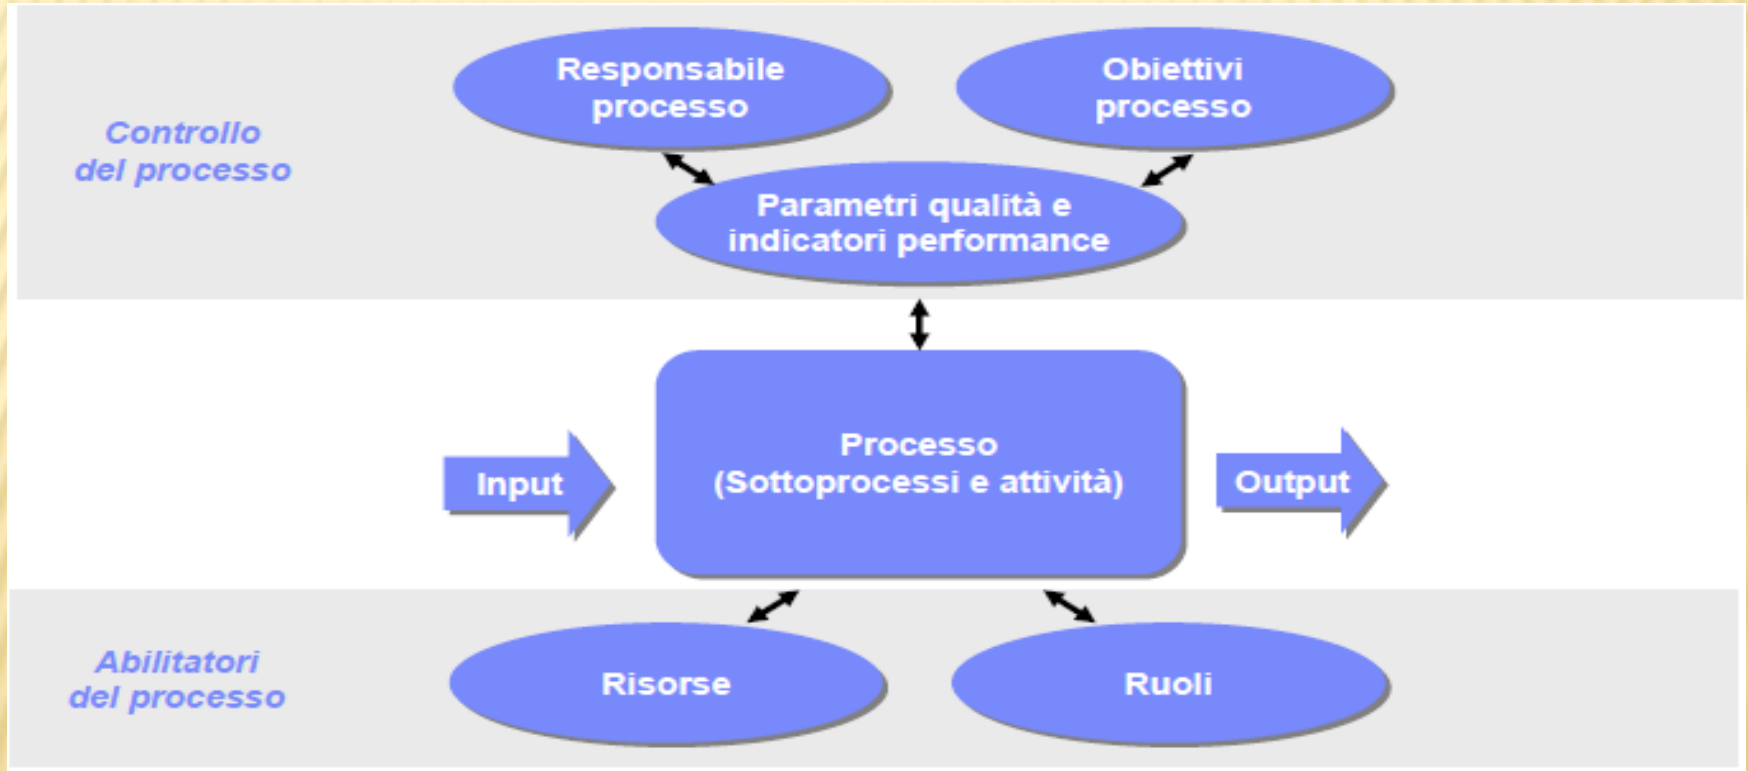 Responsabile
processo
Obiettivi
processo
Controllo
del processo
Parametri qualità e
indicatori performance
Processo
(Sottoprocessi e attività)
Input
Output
Abilitatori
del processo
Risorse
Ruoli